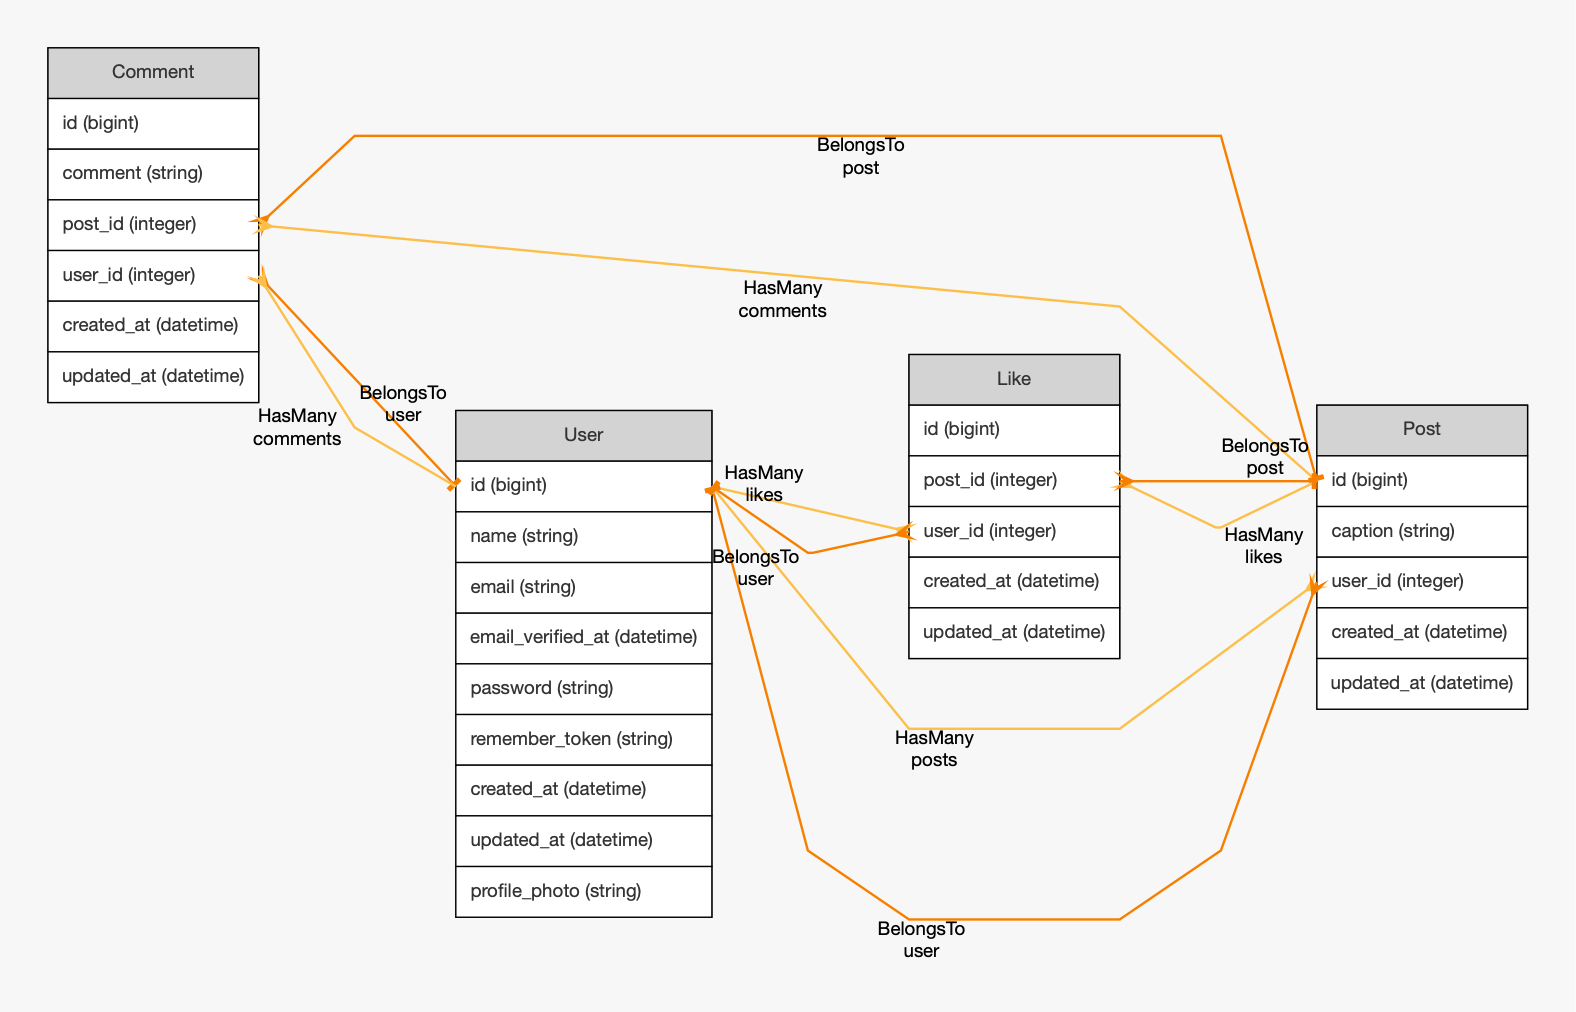 Comment
id (bigint)
comment (string)
post_id (integer)
user_id (integer)
created_at (datetime)
updated_at (datetime)
BelongsTo
post
HasMany
comments
BelongsTo
user
HasMany
comments
User
id (bigint)
name (string)
email (string)
email_verified_at (datetime)
password (string)
remember_token (string)
created_at (datetime)
updated_at (datetime)
profile_photo (string)
HasMany
likes
BelongsTo
user
Like
id (bigint)
post_id (integer)
user_id (integer)
created_at (datetime)
updated_at (datetime)
BelongsTo
post
HasMany
likes
Post
id (bigint)
caption (string)
user_id (integer)
created_at (datetime)
updated_at (datetime)
HasMany
posts
BelongsTo
user